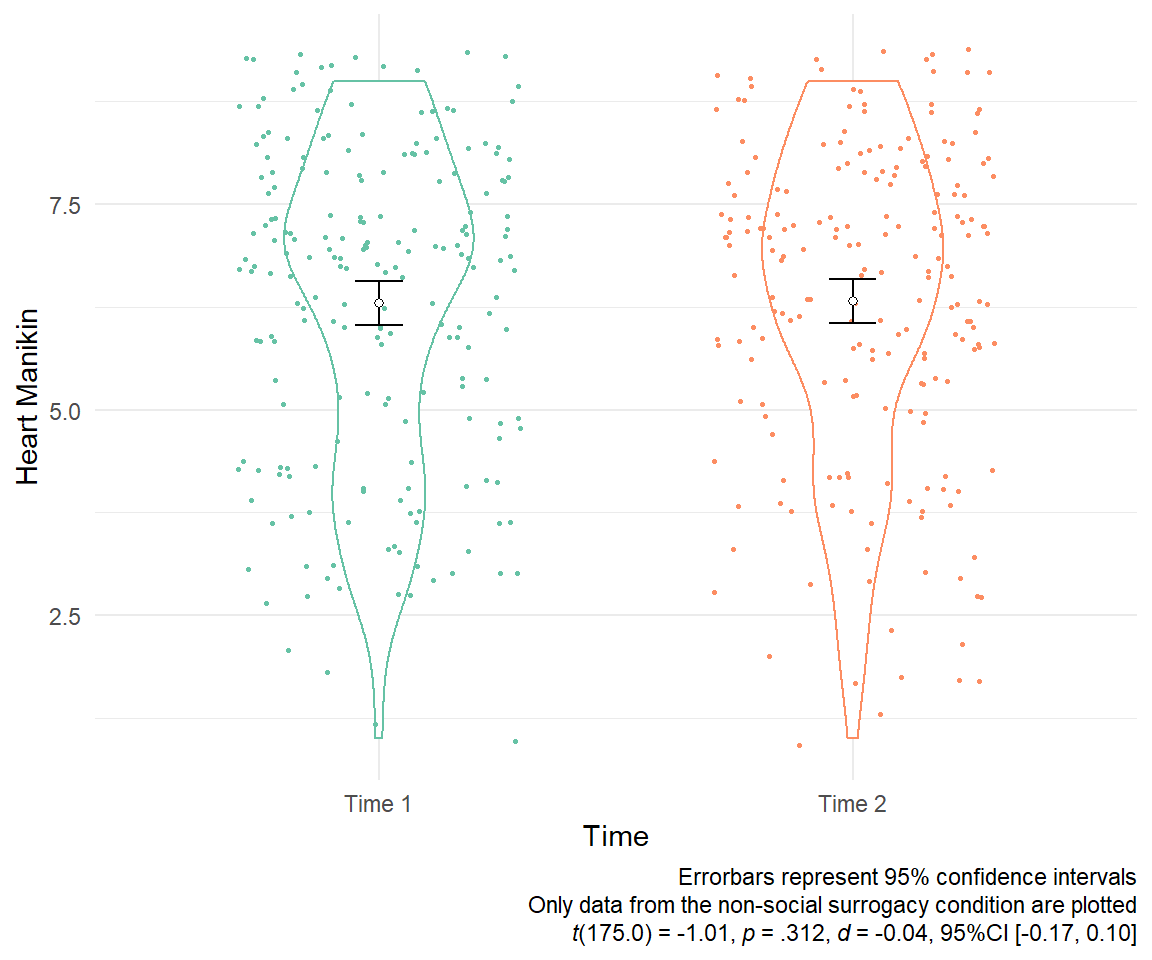 Heart Manikin
7.5
5.0
2.5
Time 1
Time 2
Time
Errorbars represent 95% confidence intervals
Only data from the non-social surrogacy condition are plotted
t(175.0) = -1.01, p = .312, d = -0.04, 95%CI [-0.17, 0.10]